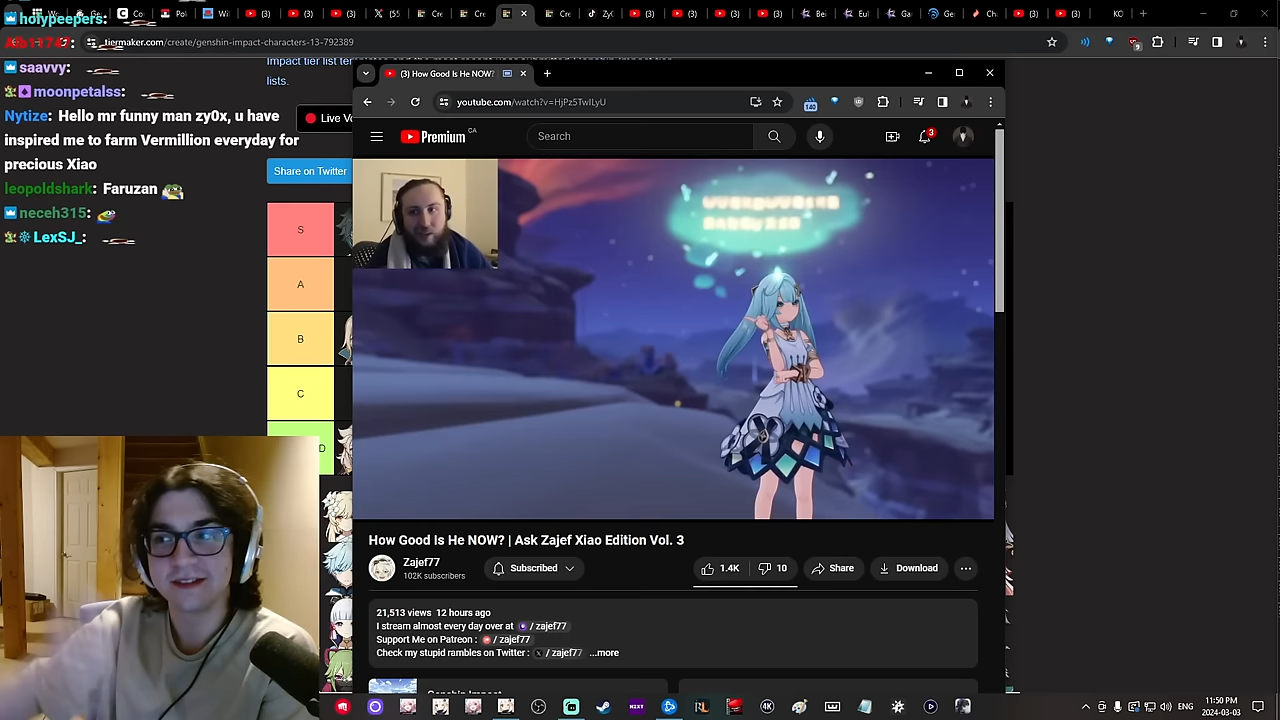 holypeepers:
Alb11747:
saavvy:
moonpetalss:
Nytize: Hello mr funny man zy0x, u have
inspired me to farm Vermillion everyday for
precious Xiao
leopoldshark: Faruzan
neceh315:
LexSJ_:
tiermaker.com/create/genshin-impact-characters-13-792389
lists.
Share on Twitter
S
A
B
C
D
(3) How Good Is He NOW?
youtube.com/watch?v=HjPz5TwILyU
Premium CA
Search
3
How Good Is He NOW? | Ask Zajef Xiao Edition Vol. 3
Zajef77
102K subscribers
Subscribed
1.4K
10
Share
Download
21,513 views 12 hours ago
I stream almost every day over at / zajef77
Support Me on Patreon : / zajef77
Check my stupid rambles on Twitter : / zajef77 ...more
ENG
11:50 PM
2024-03-03